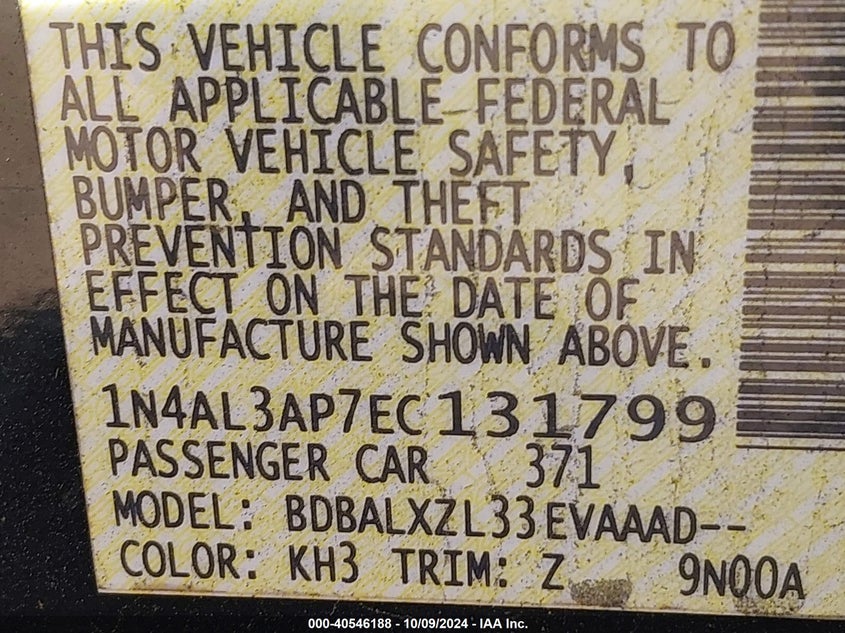 THIS VEHICLE CONFORMS TO
ALL APPLICABLE FEDERAL
MOTOR VEHICLE SAFETY,
BUMPER, AND THEFT
PREVENTION STANDARDS IN
EFFECT ON THE DATE OF
MANUFACTURE SHOWN ABOVE.
1N4AL3AP7EC131799
PASSENGER CAR 371
MODEL: BDBALXZL33EVAAAD--
COLOR: KH3 TRIM: Z 9N00A
000-40546188 - 10/09/2024 - IAA Inc.